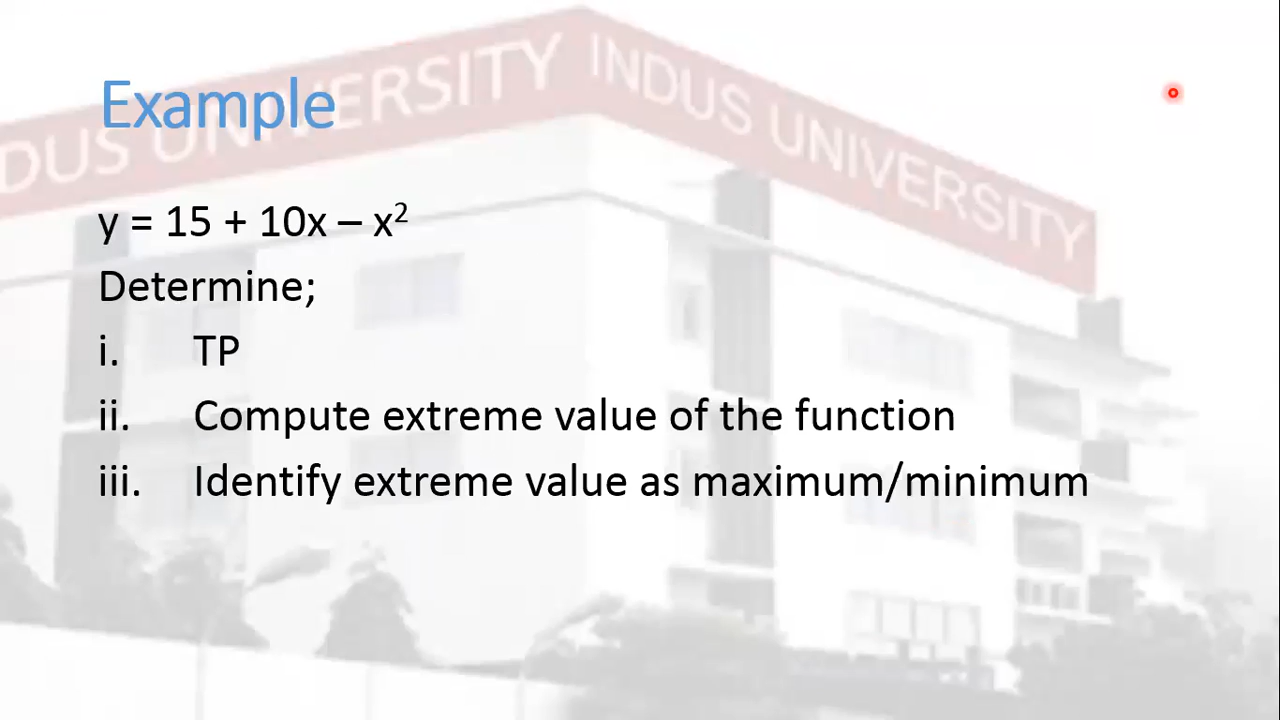 INDUS UNIVERSITY
INDUS UNIVERSITY
Example
y = 15 + 10x – x²
Determine;
i. TP
ii. Compute extreme value of the function
iii. Identify extreme value as maximum/minimum